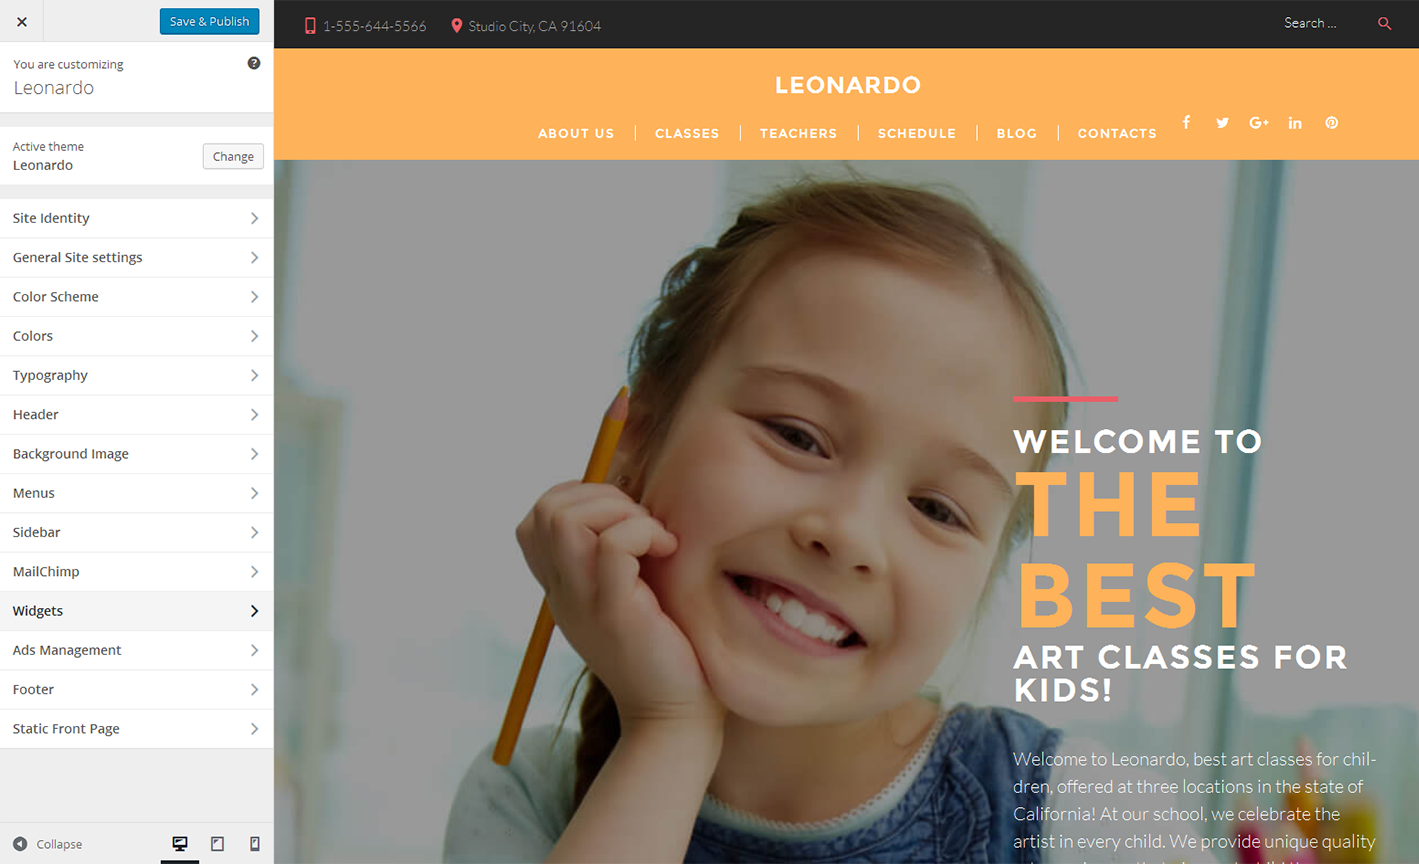 Save & Publish
You are customizing
Leonardo
Active theme
Leonardo
Change
Site Identity
General Site settings
Color Scheme
Colors
Typography
Header
Background Image
Menus
Sidebar
MailChimp
Widgets
Ads Management
Footer
Static Front Page
Collapse
1-555-644-5566
Studio City, CA 91604
Search ...
LEONARDO
ABOUT US
CLASSES
TEACHERS
SCHEDULE
BLOG
CONTACTS
WELCOME TO
THE
BEST
ART CLASSES FOR
KIDS!
Welcome to Leonardo, best art classes for chil-
dren, offered at three locations in the state of
California! At our school, we celebrate the
artist in every child. We provide unique quality